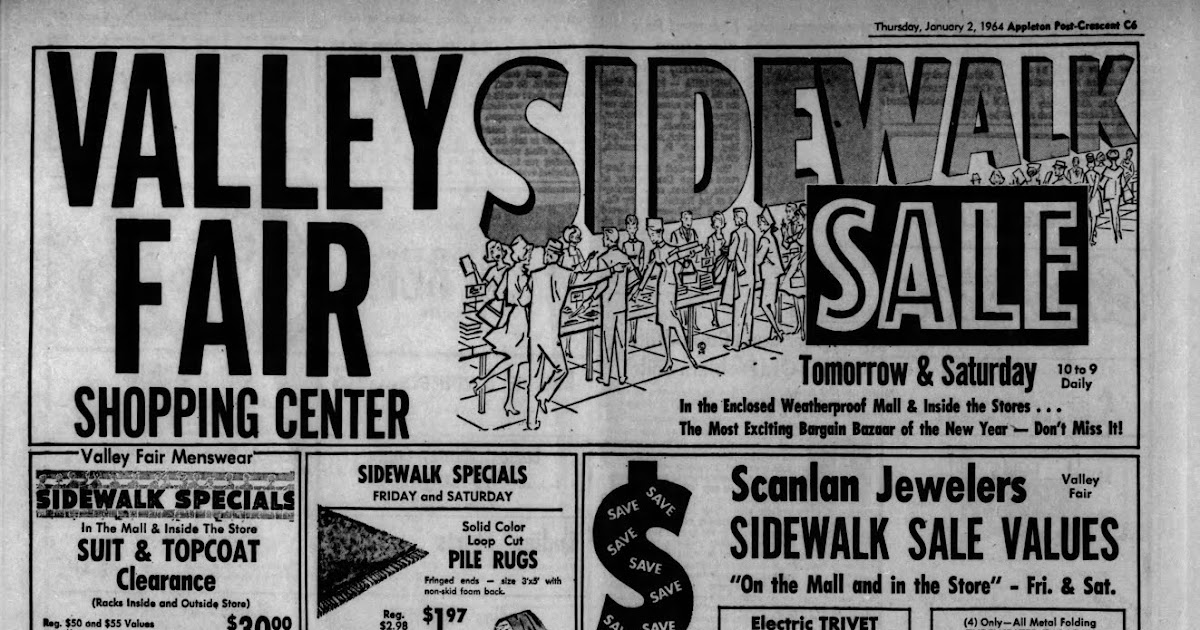 Thursday, January 2, 1964 Appleton Post-Crescent C6
VALLEY
FAIR
SHOPPING CENTER
SIDEWALK
SALE
Tomorrow & Saturday
10 to 9
Daily
In the Enclosed Weatherproof Mall & Inside the Stores . . .
The Most Exciting Bargain Bazaar of the New Year — Don't Miss It!
Valley Fair Menswear
SIDEWALK SPECIALS
In The Mall & Inside The Store
SUIT & TOPCOAT
Clearance
(Racks Inside and Outside Store)
Reg. $50 and $55 Values
$30⁰⁰
SIDEWALK SPECIALS
FRIDAY and SATURDAY
Solid Color
Loop Cut
PILE RUGS
Fringed ends — size 3'x5' with
non-skid foam back.
Reg.
$2.98
$1⁹⁷
SAVE SAVE
SAVE
SAVE
SAVE
SAVE
Scanlan Jewelers
Valley
Fair
SIDEWALK SALE VALUES
"On the Mall and in the Store" – Fri. & Sat.
Electric TRIVET
(4) Only—All Metal Folding